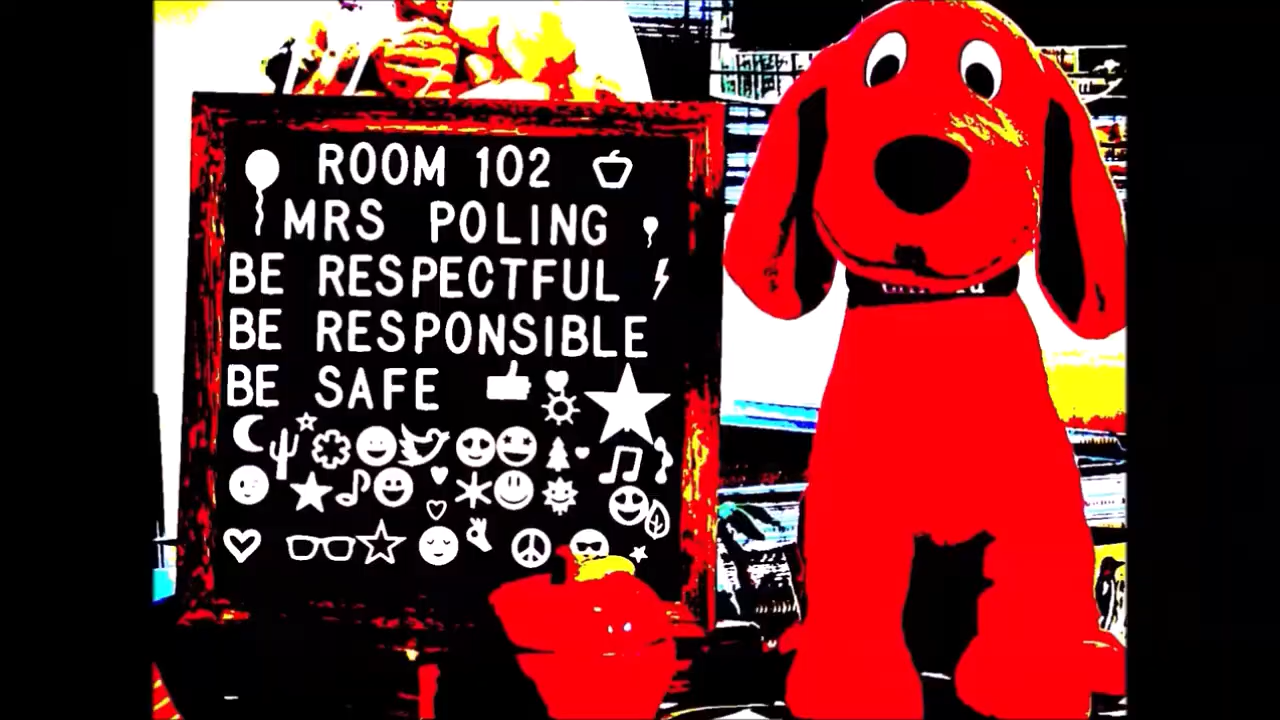 ROOM 102
MRS POLING
BE RESPECTFUL
BE RESPONSIBLE
BE SAFE